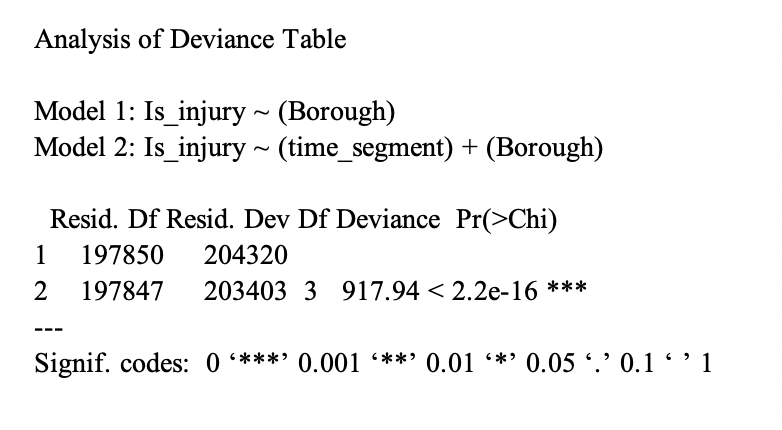 Analysis of Deviance Table
Model 1: Is_injury ~ (Borough)
Model 2: Is_injury ~ (time_segment) + (Borough)
Resid. Df Resid. Dev Df Deviance Pr(>Chi)
1 197850 204320
2 197847 203403 3 917.94 < 2.2e-16 ***
---
Signif. codes: 0 ‘***’ 0.001 ‘**’ 0.01 ‘*’ 0.05 ‘.’ 0.1 ‘ ’ 1